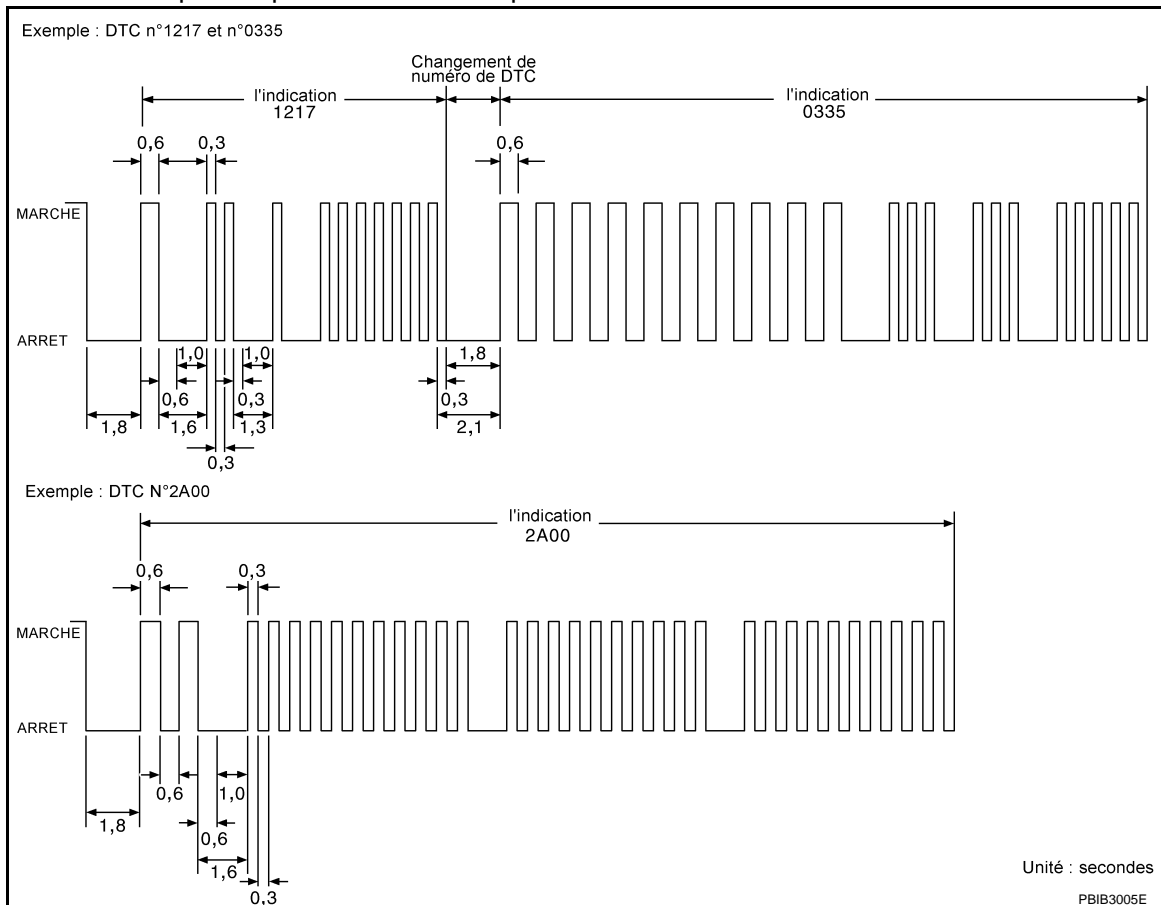 Exemple : DTC n°1217 et n°0335
Changement de
numéro de DTC
l'indication
1217
l'indication
0335
0,6
0,3
0,6
MARCHE
ARRET
1,0
1,0
1,8
0,6
0,3
0,3
1,8
1,6
1,3
2,1
0,3
Exemple : DTC N°2A00
l'indication
2A00
0,6
0,3
MARCHE
ARRET
0,6
1,0
1,8
0,6
1,6
0,3
Unité : secondes
PBIB3005E